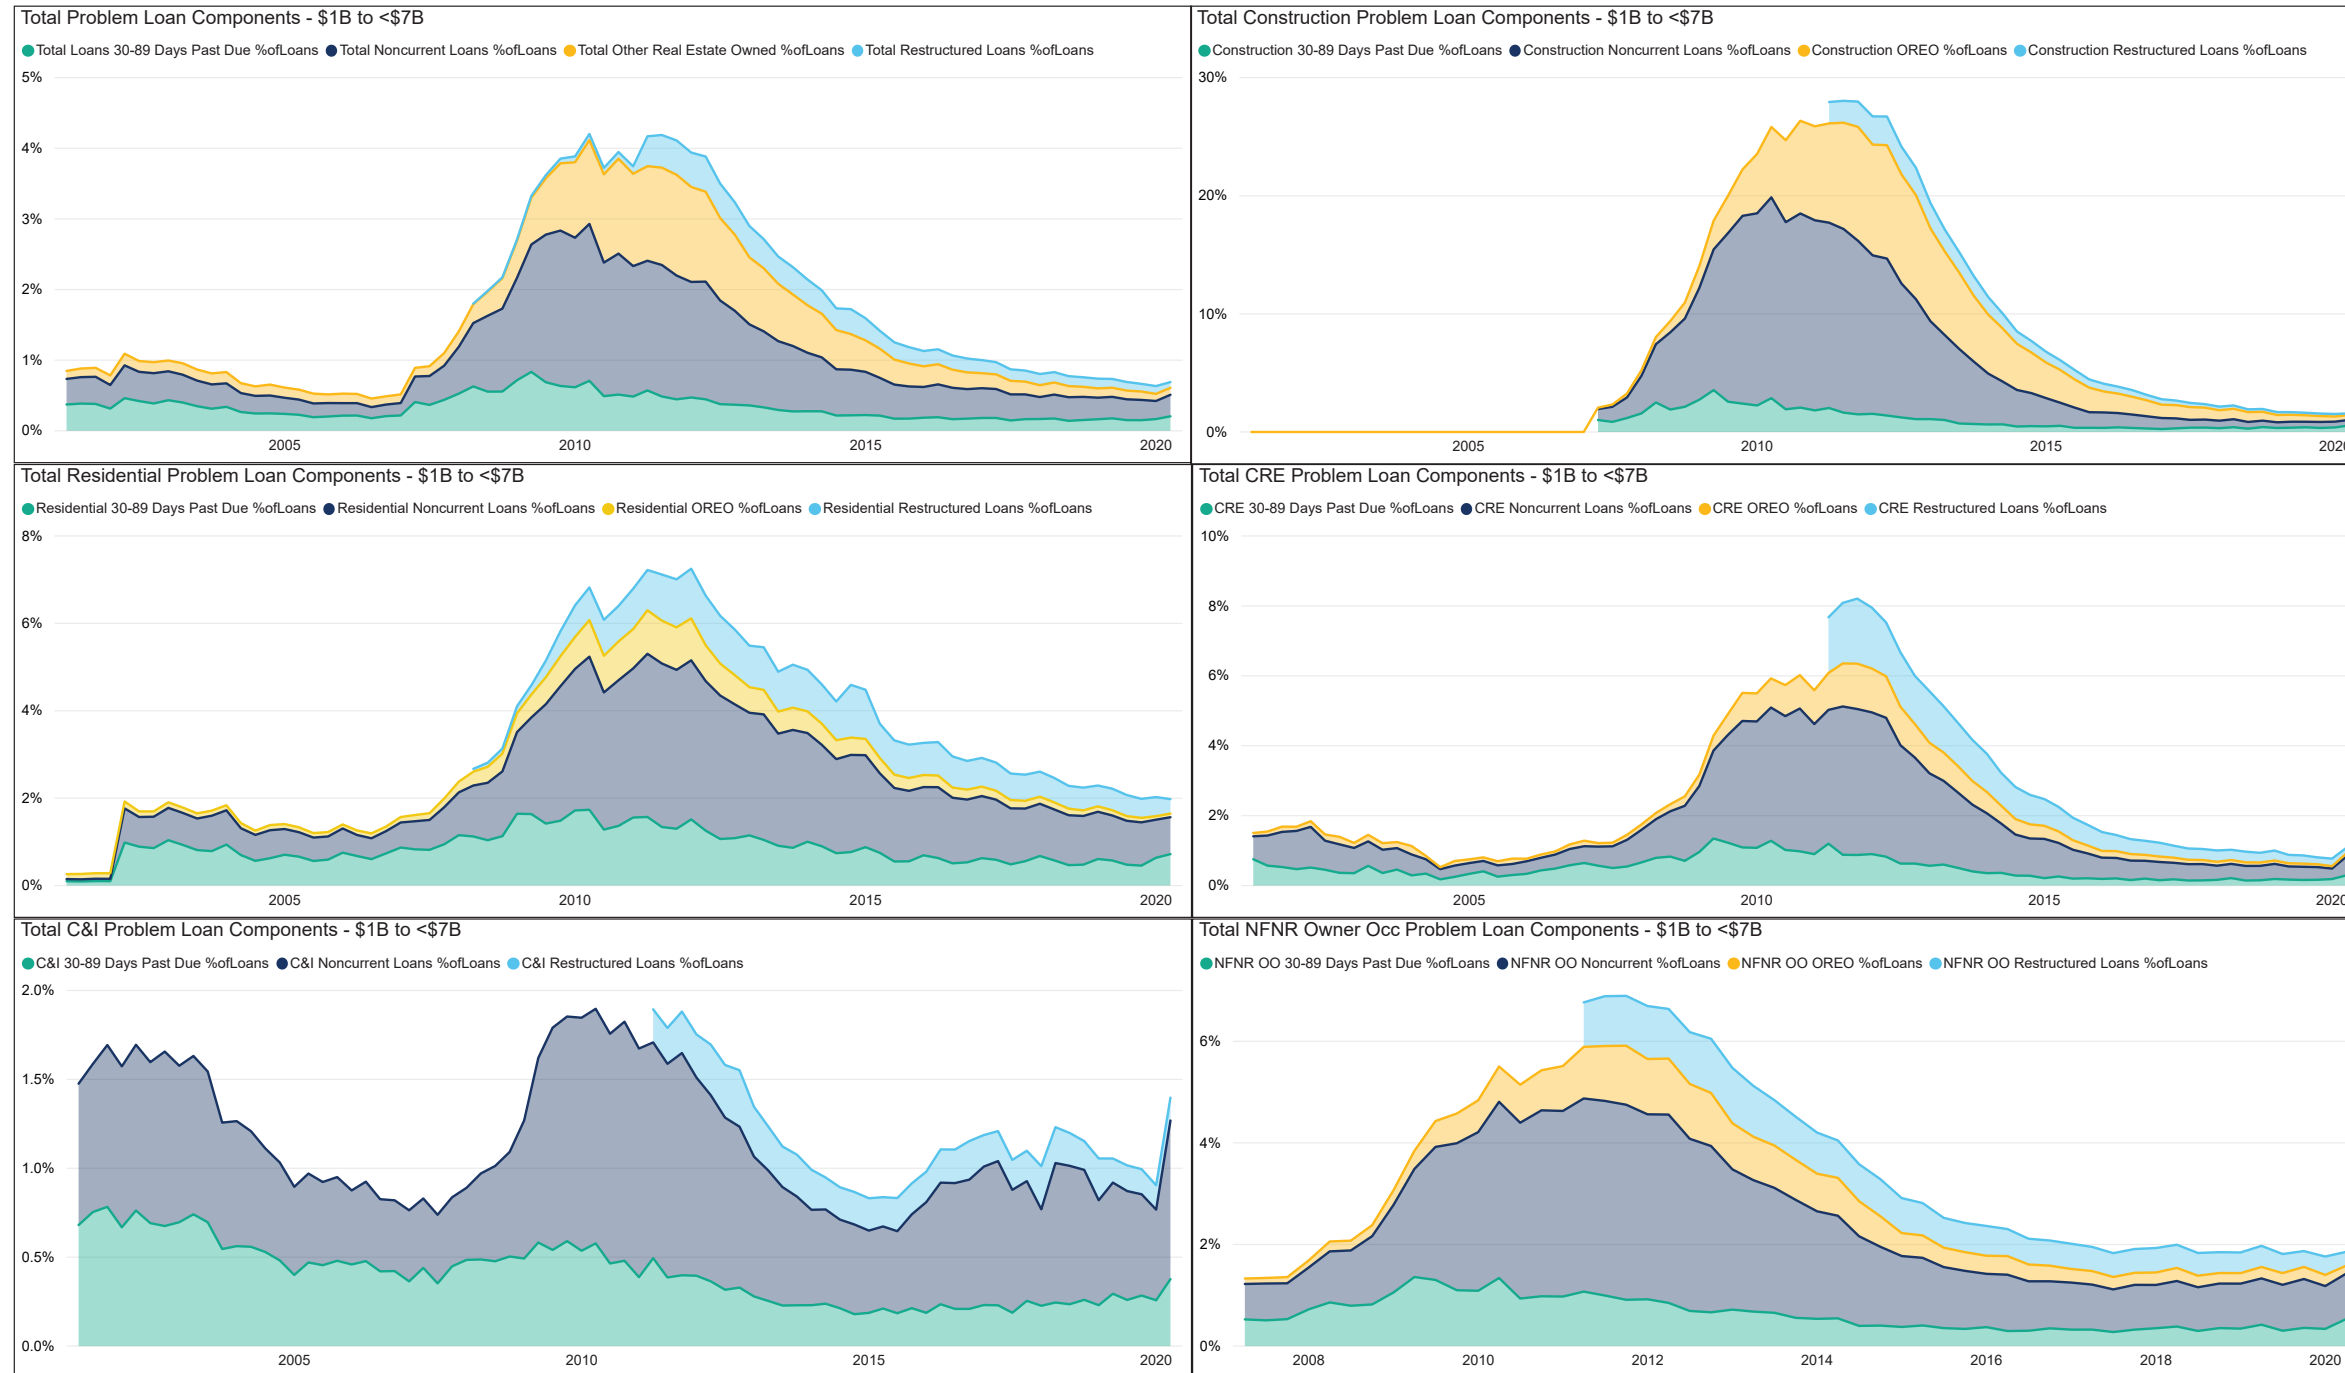 Total Problem Loan Components - $1B to <$7B
Total Loans 30-89 Days Past Due %ofLoans Total Noncurrent Loans %ofLoans Total Other Real Estate Owned %ofLoans Total Restructured Loans %ofLoans
5%
4%
3%
2%
1%
0%
2005 2010 2015 2020
Total Construction Problem Loan Components - $1B to <$7B
Construction 30-89 Days Past Due %ofLoans Construction Noncurrent Loans %ofLoans Construction OREO %ofLoans Construction Restructured Loans %ofLoans
30%
20%
10%
0%
2005 2010 2015 2020
Total Residential Problem Loan Components - $1B to <$7B
Residential 30-89 Days Past Due %ofLoans Residential Noncurrent Loans %ofLoans Residential OREO %ofLoans Residential Restructured Loans %ofLoans
8%
6%
4%
2%
0%
2005 2010 2015 2020
Total CRE Problem Loan Components - $1B to <$7B
CRE 30-89 Days Past Due %ofLoans CRE Noncurrent Loans %ofLoans CRE OREO %ofLoans CRE Restructured Loans %ofLoans
10%
8%
6%
4%
2%
0%
2005 2010 2015 2020
Total C&I Problem Loan Components - $1B to <$7B
C&I 30-89 Days Past Due %ofLoans C&I Noncurrent Loans %ofLoans C&I Restructured Loans %ofLoans
2.0%
1.5%
1.0%
0.5%
0.0%
2005 2010 2015 2020
Total NFNR Owner Occ Problem Loan Components - $1B to <$7B
NFNR OO 30-89 Days Past Due %ofLoans NFNR OO Noncurrent %ofLoans NFNR OO OREO %ofLoans NFNR OO Restructured Loans %ofLoans
6%
4%
2%
0%
2008 2010 2012 2014 2016 2018 2020